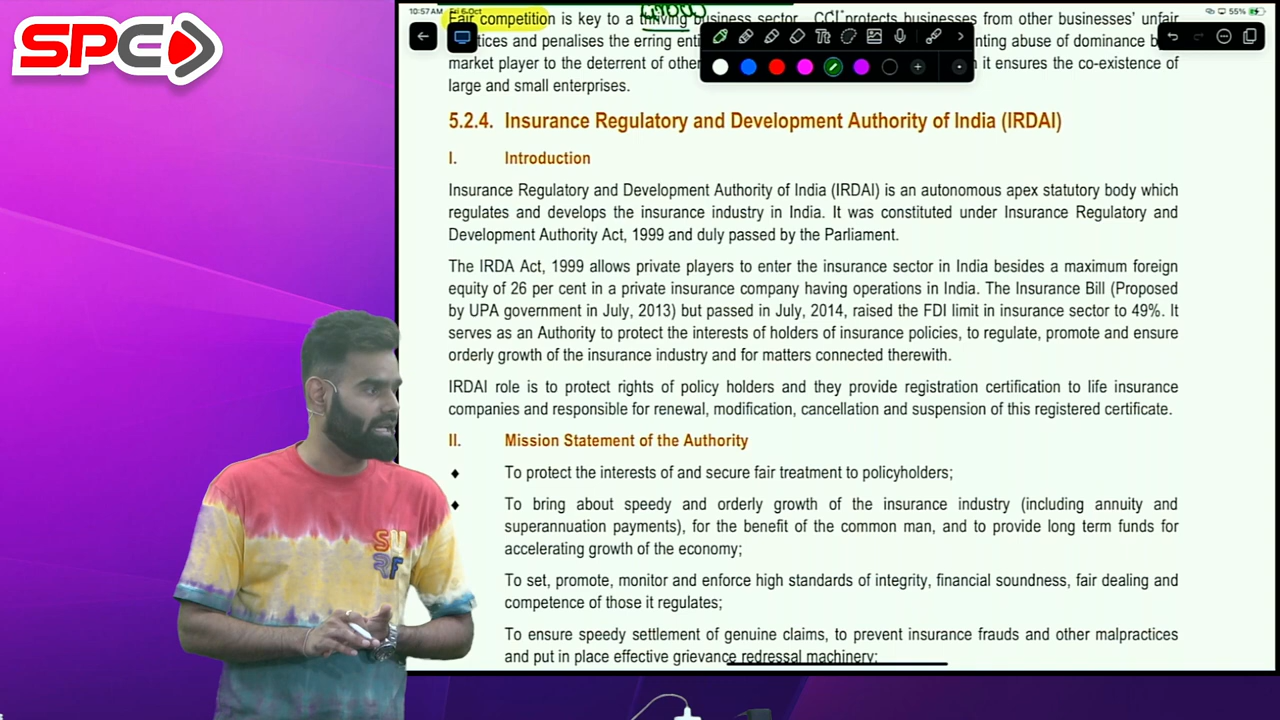 SPC
10:57 AM Fri 6 Oct
55%
Fair competition is key to a thriving business sector. CCI protects businesses from other businesses' unfair
tices and penalises the erring enti
nting abuse of dominance b
market player to the deterrent of other
it ensures the co-existence of
large and small enterprises.
5.2.4. Insurance Regulatory and Development Authority of India (IRDAI)
I. Introduction
Insurance Regulatory and Development Authority of India (IRDAI) is an autonomous apex statutory body which
regulates and develops the insurance industry in India. It was constituted under Insurance Regulatory and
Development Authority Act, 1999 and duly passed by the Parliament.
The IRDA Act, 1999 allows private players to enter the insurance sector in India besides a maximum foreign
equity of 26 per cent in a private insurance company having operations in India. The Insurance Bill (Proposed
by UPA government in July, 2013) but passed in July, 2014, raised the FDI limit in insurance sector to 49%. It
serves as an Authority to protect the interests of holders of insurance policies, to regulate, promote and ensure
orderly growth of the insurance industry and for matters connected therewith.
IRDAI role is to protect rights of policy holders and they provide registration certification to life insurance
companies and responsible for renewal, modification, cancellation and suspension of this registered certificate.
II. Mission Statement of the Authority
♦ To protect the interests of and secure fair treatment to policyholders;
♦ To bring about speedy and orderly growth of the insurance industry (including annuity and
superannuation payments), for the benefit of the common man, and to provide long term funds for
accelerating growth of the economy;
To set, promote, monitor and enforce high standards of integrity, financial soundness, fair dealing and
competence of those it regulates;
To ensure speedy settlement of genuine claims, to prevent insurance frauds and other malpractices
and put in place effective grievance redressal machinery;
SURF